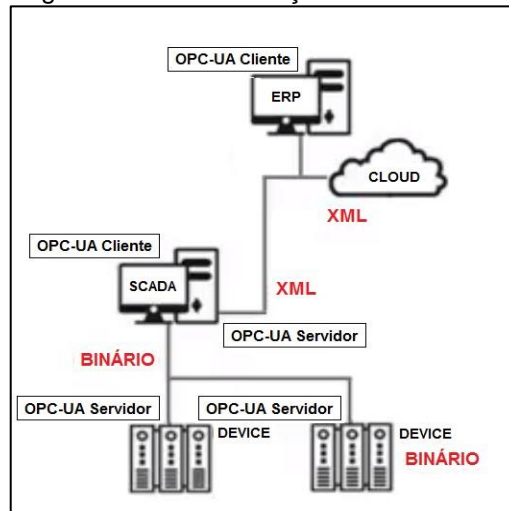 OPC-UA Cliente
ERP
CLOUD
XML
OPC-UA Cliente
SCADA
XML
OPC-UA Servidor
BINÁRIO
OPC-UA Servidor
OPC-UA Servidor
DEVICE
DEVICE
BINÁRIO